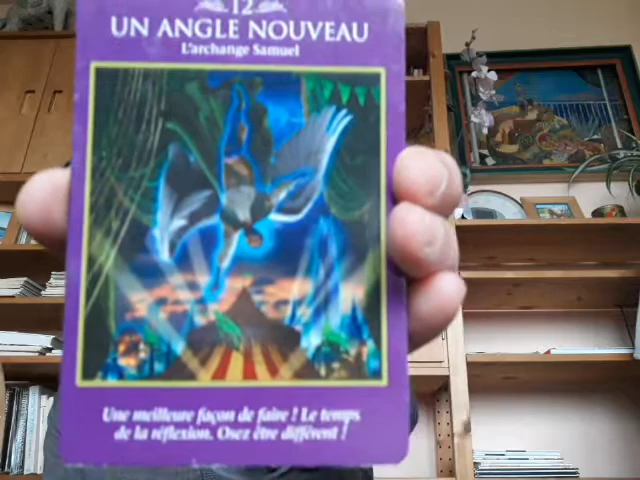 12
UN ANGLE NOUVEAU
L'archange Samuel
Une meilleure façon de faire ! Le temps
de la réflexion. Osez être différent !